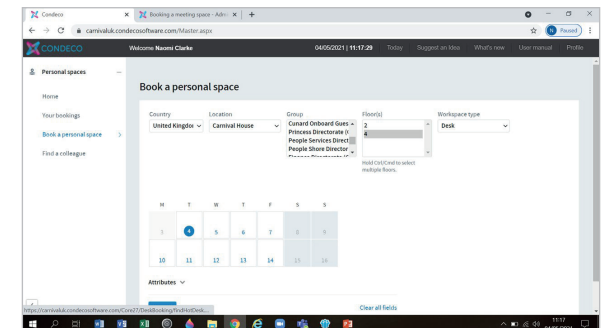 Condeco
Booking a meeting space - Adm
carnivaluk.condecosoftware.com/Master.aspx
N Paused
CONDECO
Welcome Naomi Clarke
04/05/2021 | 11:17:29
Today
Suggest an Idea
What's new
User manual
Profile
Personal spaces
Home
Your bookings
Book a personal space
Find a colleague
Book a personal space
Country
Location
Group
Floor(s)
Workspace type
United Kingdor
Carnival House
Cunard Onboard Gues
Princess Directorate (
People Services Direct
People Shore Director
2
4
Desk
Hold Ctrl/Cmd to select
multiple floors.
M T W T F S S
3 4 5 6 7 8 9
10 11 12 13 14 15 16
Attributes
Clear all fields
https://carnivaluk.condecosoftware.com/Core27/DeskBooking/findHotDesk...
11:17